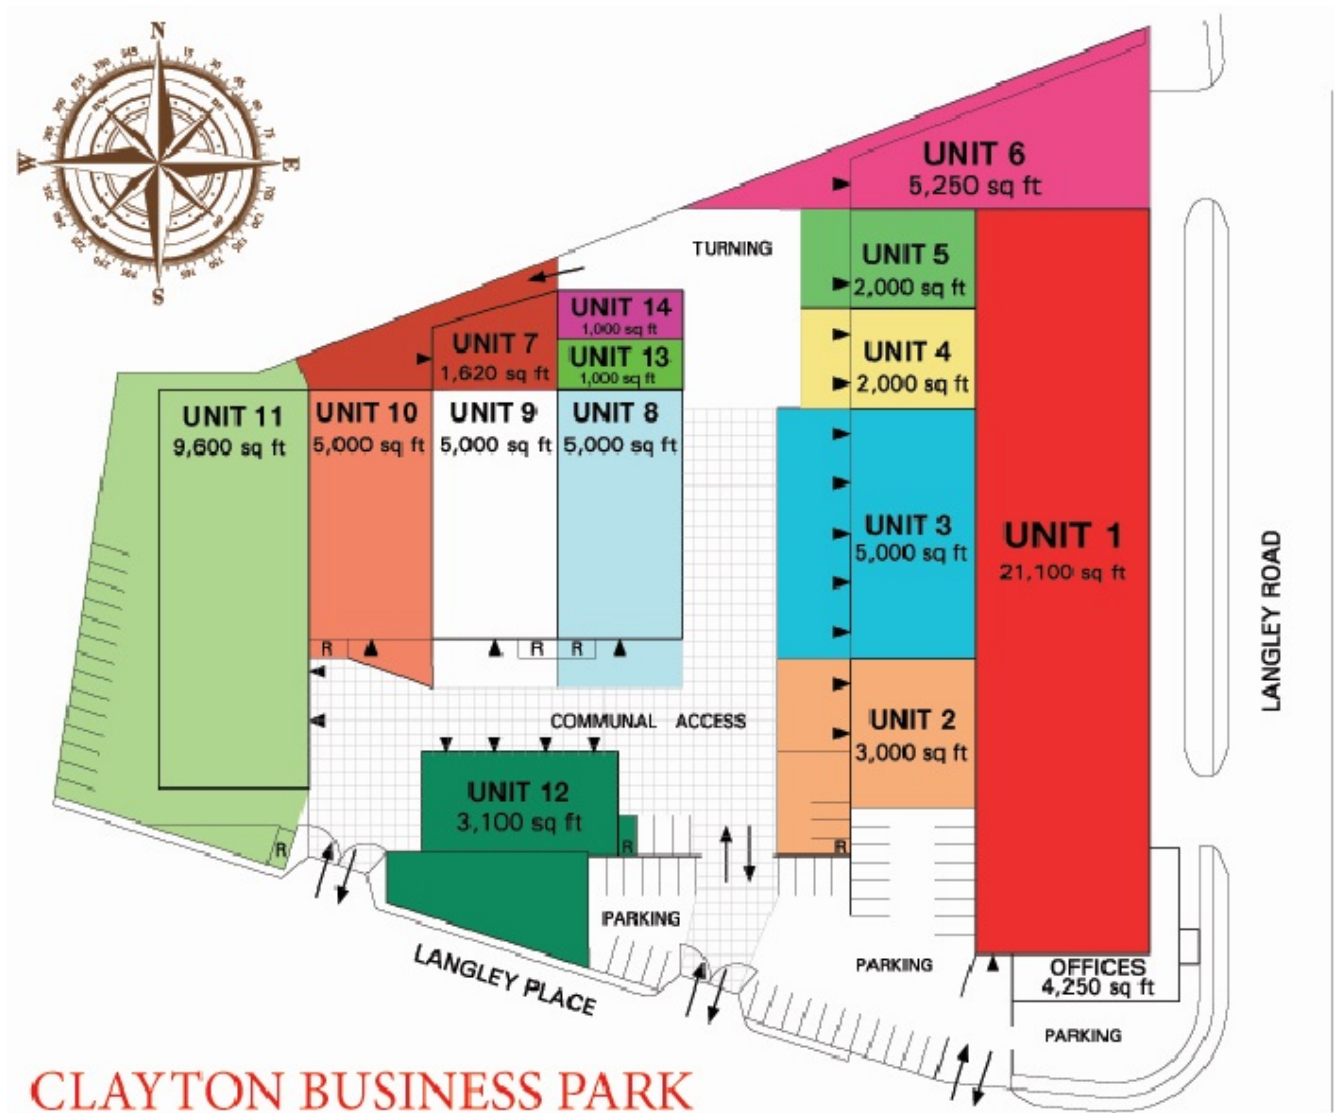 N
W
E
S
UNIT 6
5,250 sq ft
TURNING
UNIT 5
2,000 sq ft
UNIT 14
1,000 sq ft
UNIT 7
1,620 sq ft
UNIT 13
1,000 sq ft
UNIT 4
2,000 sq ft
UNIT 11
9,600 sq ft
UNIT 10
5,000 sq ft
UNIT 9
5,000 sq ft
UNIT 8
5,000 sq ft
UNIT 3
5,000 sq ft
UNIT 1
21,100 sq ft
LANGLEY ROAD
R
R
R
COMMUNAL ACCESS
UNIT 2
3,000 sq ft
UNIT 12
3,100 sq ft
R
R
R
PARKING
LANGLEY PLACE
PARKING
OFFICES
4,250 sq ft
PARKING
CLAYTON BUSINESS PARK